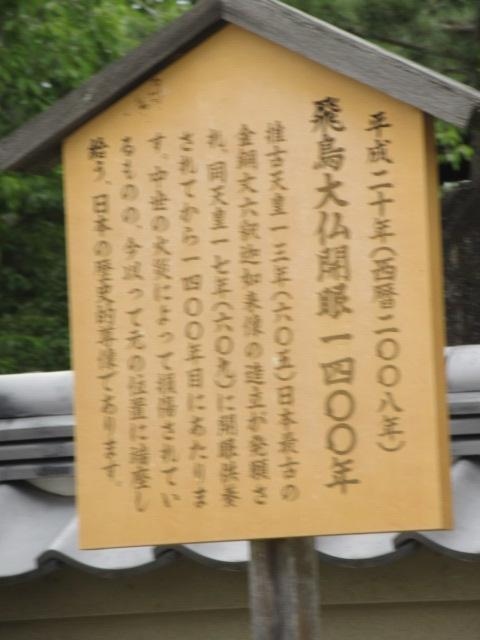 平成二十年(西暦二〇〇八年)
飛鳥大仏開眼一四〇〇年
推古天皇一三年(六〇五)日本最古の
金銅丈六釈迦如来像の造立が発願さ
れ、同天皇一七年(六〇九)に開眼供養
されてから一四〇〇年目にあたりま
す。中世の火災によって損傷されてい
るものの、今以って元の位置に端座し
給う、日本の歴史的尊像であります。